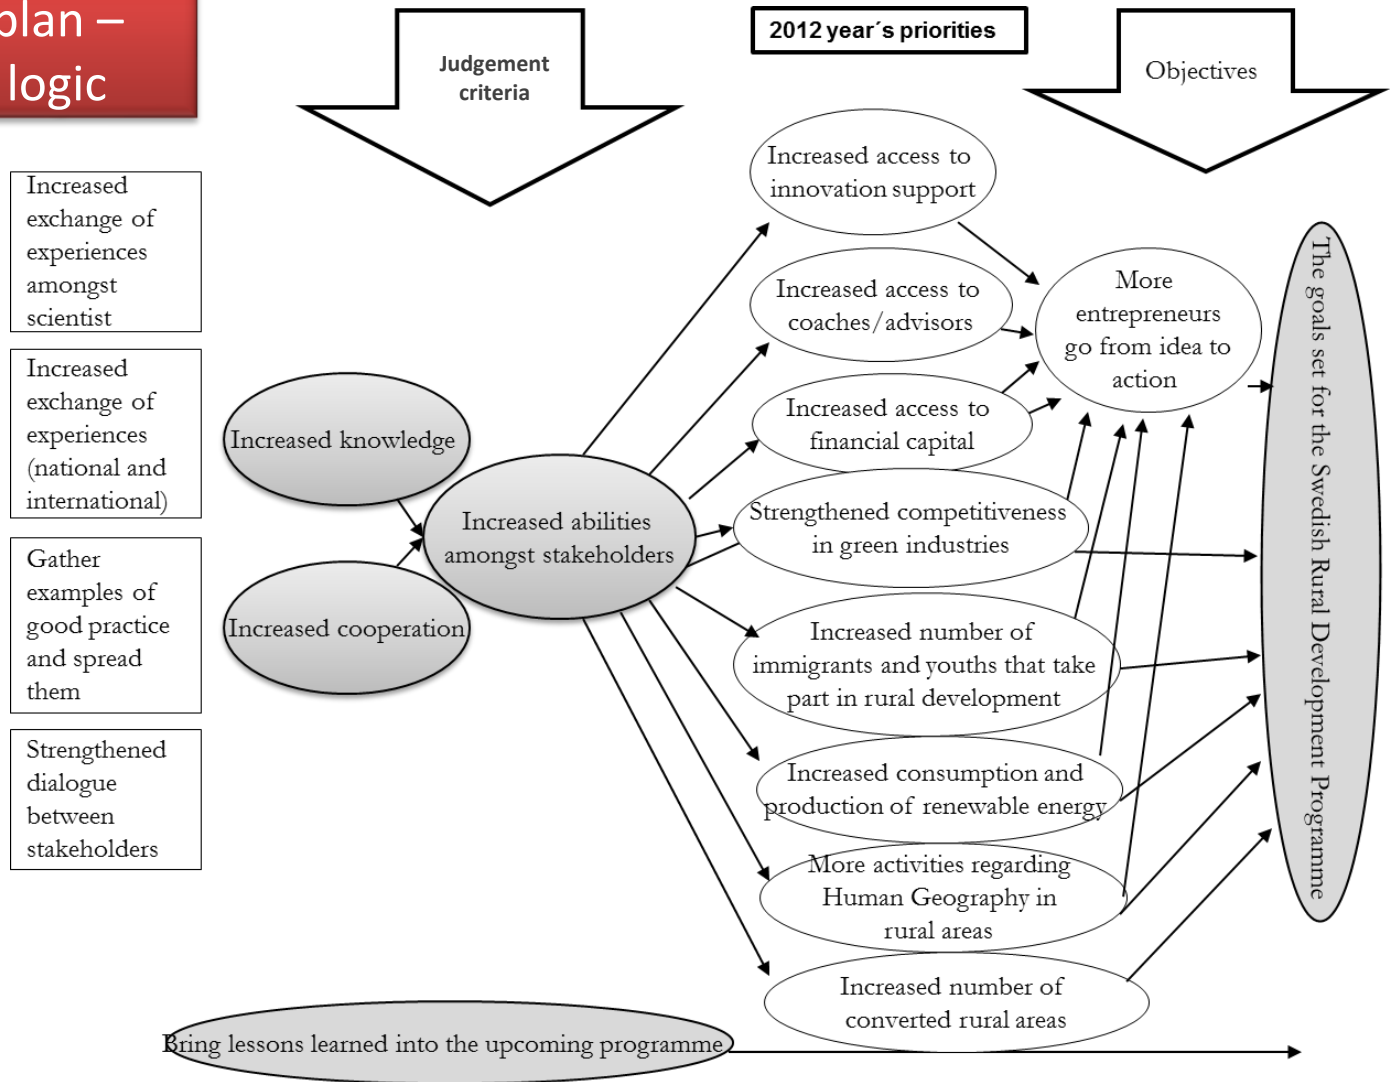 plan –
logic
Judgement
criteria
2012 year´s priorities
Objectives
Increased
exchange of
experiences
amongst
scientist
Increased
exchange of
experiences
(national and
international)
Gather
examples of
good practice
and spread
them
Strengthened
dialogue
between
stakeholders
Increased knowledge
Increased cooperation
Increased abilities
amongst stakeholders
Increased access to
innovation support
Increased access to
coaches/advisors
Increased access to
financial capital
Strengthened competitiveness
in green industries
Increased number of
immigrants and youths that take
part in rural development
Increased consumption and
production of renewable energy
More activities regarding
Human Geography in
rural areas
Increased number of
converted rural areas
More
entrepreneurs
go from idea to
action
The goals set for the Swedish Rural Development Programme
Bring lessons learned into the upcoming programme